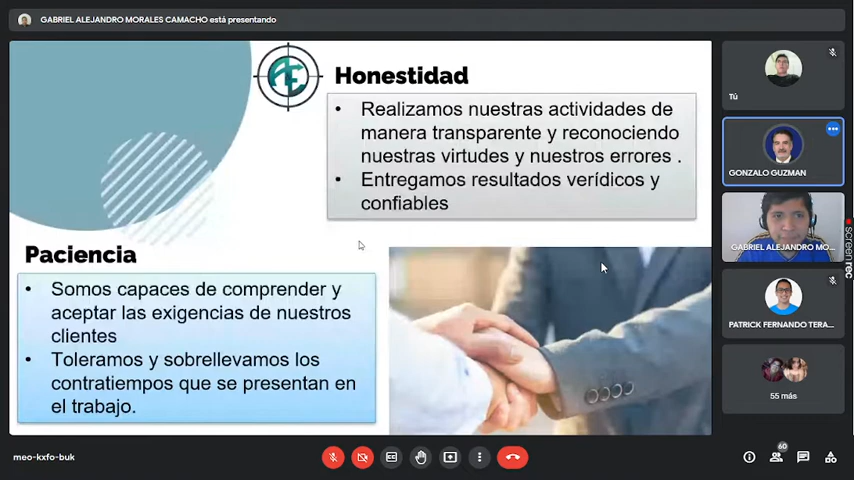 GABRIEL ALEJANDRO MORALES CAMACHO está presentando
Honestidad
• Realizamos nuestras actividades de
manera transparente y reconociendo
nuestras virtudes y nuestros errores .
• Entregamos resultados verídicos y
confiables
Paciencia
• Somos capaces de comprender y
aceptar las exigencias de nuestros
clientes
• Toleramos y sobrellevamos los
contratiempos que se presentan en
el trabajo.
Tú
GONZALO GUZMAN
GABRIEL ALEJANDRO MO...
PATRICK FERNANDO TERA...
55 más
screenrec
meo-kxfo-buk
60